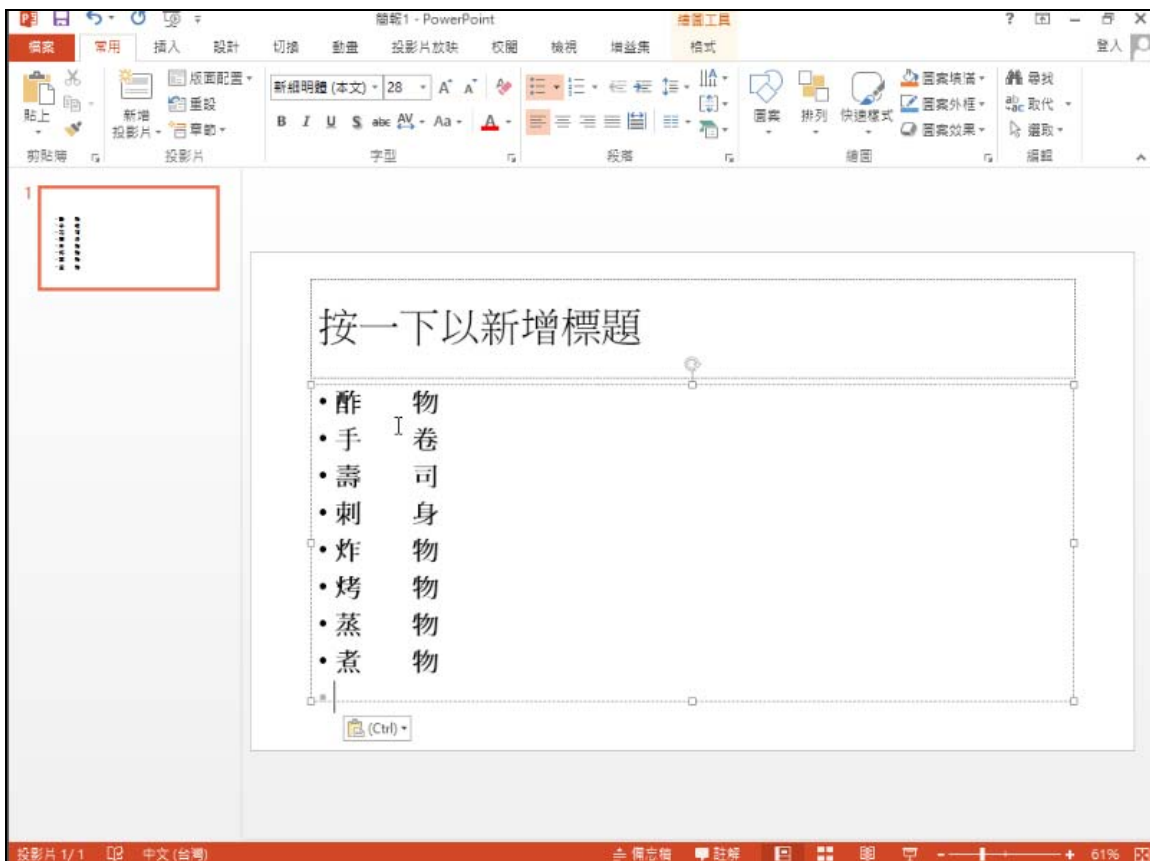 簡報1 - PowerPoint 繪圖工具 ?
檔案 常用 插入 設計 切換 動畫 投影片放映 校閱 檢視 增益集 格式 登入
貼上
新增
投影片
版面配置
重設
章節
新細明體 (本文) 28 A A
B I U S abc AV Aa A
圖案 排列 快速樣式
圖案填滿
圖案外框
圖案效果
尋找
取代
選取
剪貼簿 投影片 字型 段落 繪圖 編輯
1
按一下以新增標題
• 酢 物
• 手 卷
• 壽 司
• 刺 身
• 炸 物
• 烤 物
• 蒸 物
• 煮 物
(Ctrl)
投影片 1/1 中文 (台灣) 備忘稿 註解 61%